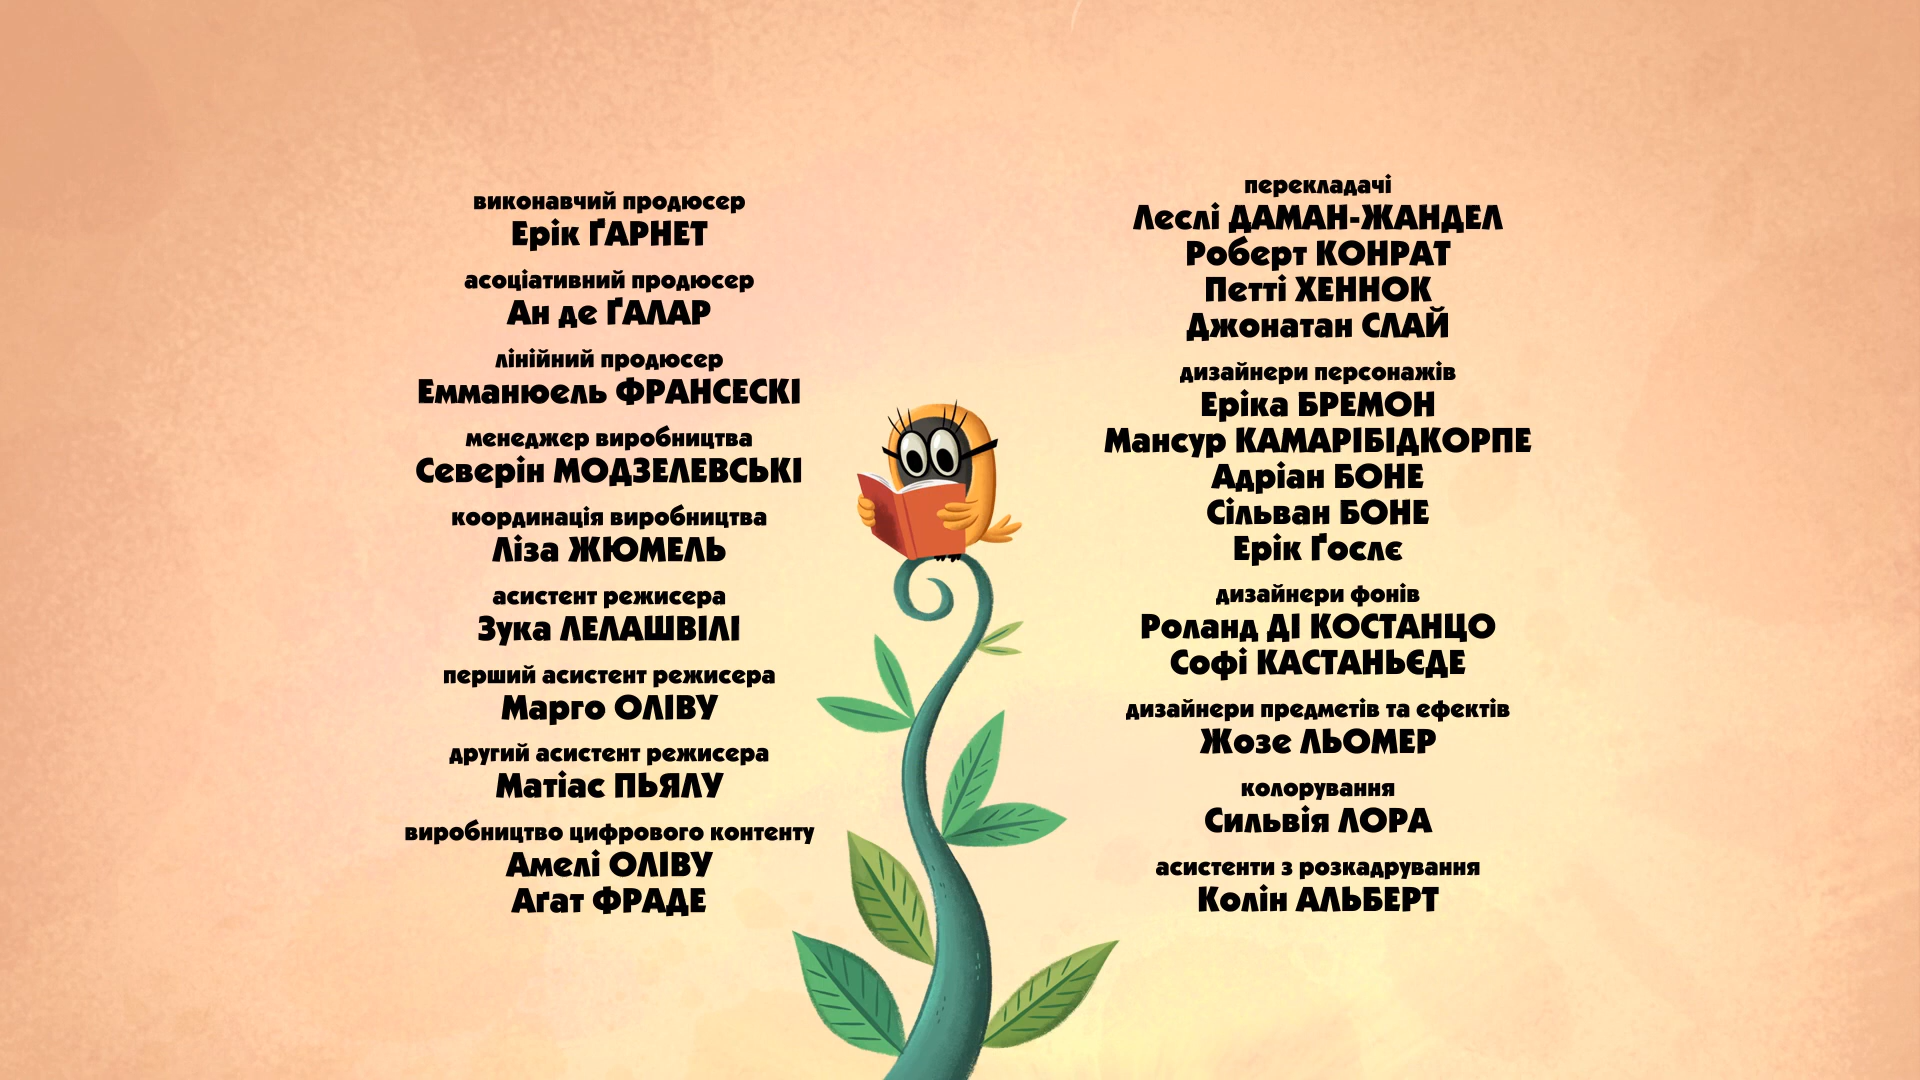 виконавчий продюсер
Ерік ҐАРНЕТ
асоціативний продюсер
Ан де ҐАЛАР
лінійний продюсер
Емманюель ФРАНСЕСКІ
менеджер виробництва
Северін МОДЗЕЛЕВСЬКІ
координація виробництва
Ліза ЖЮМЕЛЬ
асистент режисера
Зука ЛЕЛАШВІЛІ
перший асистент режисера
Марго ОЛІВУ
другий асистент режисера
Матіас ПЬЯЛУ
виробництво цифрового контенту
Амелі ОЛІВУ
Аґат ФРАДЕ
перекладачі
Леслі ДАМАН-ЖАНДЕЛ
Роберт КОНРАТ
Петті ХЕННОК
Джонатан СЛАЙ
дизайнери персонажів
Еріка БРЕМОН
Мансур КАМАРІБІДКОРПЕ
Адріан БОНЕ
Сільван БОНЕ
Ерік Ґослє
дизайнери фонів
Роланд ДІ КОСТАНЦО
Софі КАСТАНЬЄДЕ
дизайнери предметів та ефектів
Жозе ЛЬОМЕР
колорування
Сильвія ЛОРА
асистенти з розкадрування
Колін АЛЬБЕРТ